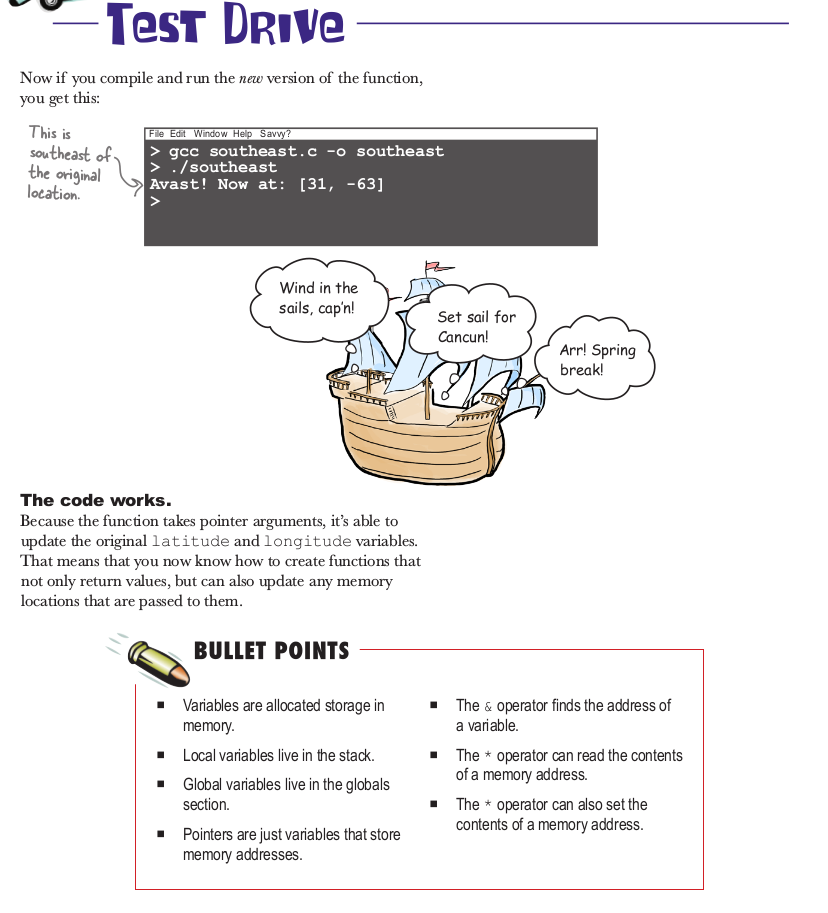 TEST DRIVE
Now if you compile and run the new version of the function,
you get this:
This is
southeast of
the original
location.
File Edit Window Help Savvy?
> gcc southeast.c -o southeast
> ./southeast
Avast! Now at: [31, -63]
>
Wind in the
sails, cap'n!
Set sail for
Cancun!
Arr! Spring
break!
The code works.
Because the function takes pointer arguments, it's able to
update the original latitude and longitude variables.
That means that you now know how to create functions that
not only return values, but can also update any memory
locations that are passed to them.
BULLET POINTS
■ Variables are allocated storage in
memory.
■ Local variables live in the stack.
■ Global variables live in the globals
section.
■ Pointers are just variables that store
memory addresses.
■ The & operator finds the address of
a variable.
■ The * operator can read the contents
of a memory address.
■ The * operator can also set the
contents of a memory address.